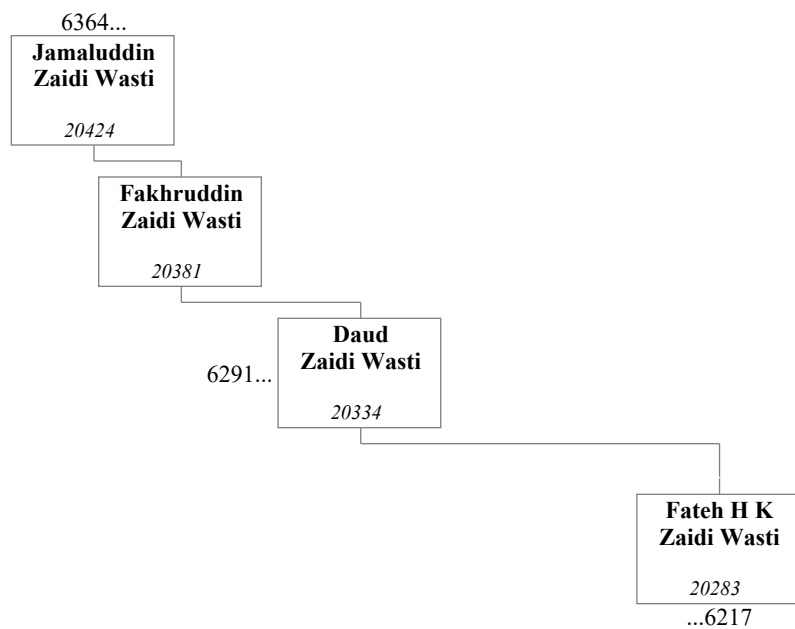 6364...
Jamaluddin
Zaidi Wasti
20424
Fakhruddin
Zaidi Wasti
20381
Daud
Zaidi Wasti
6291...
20334
Fateh H K
Zaidi Wasti
20283
...6217